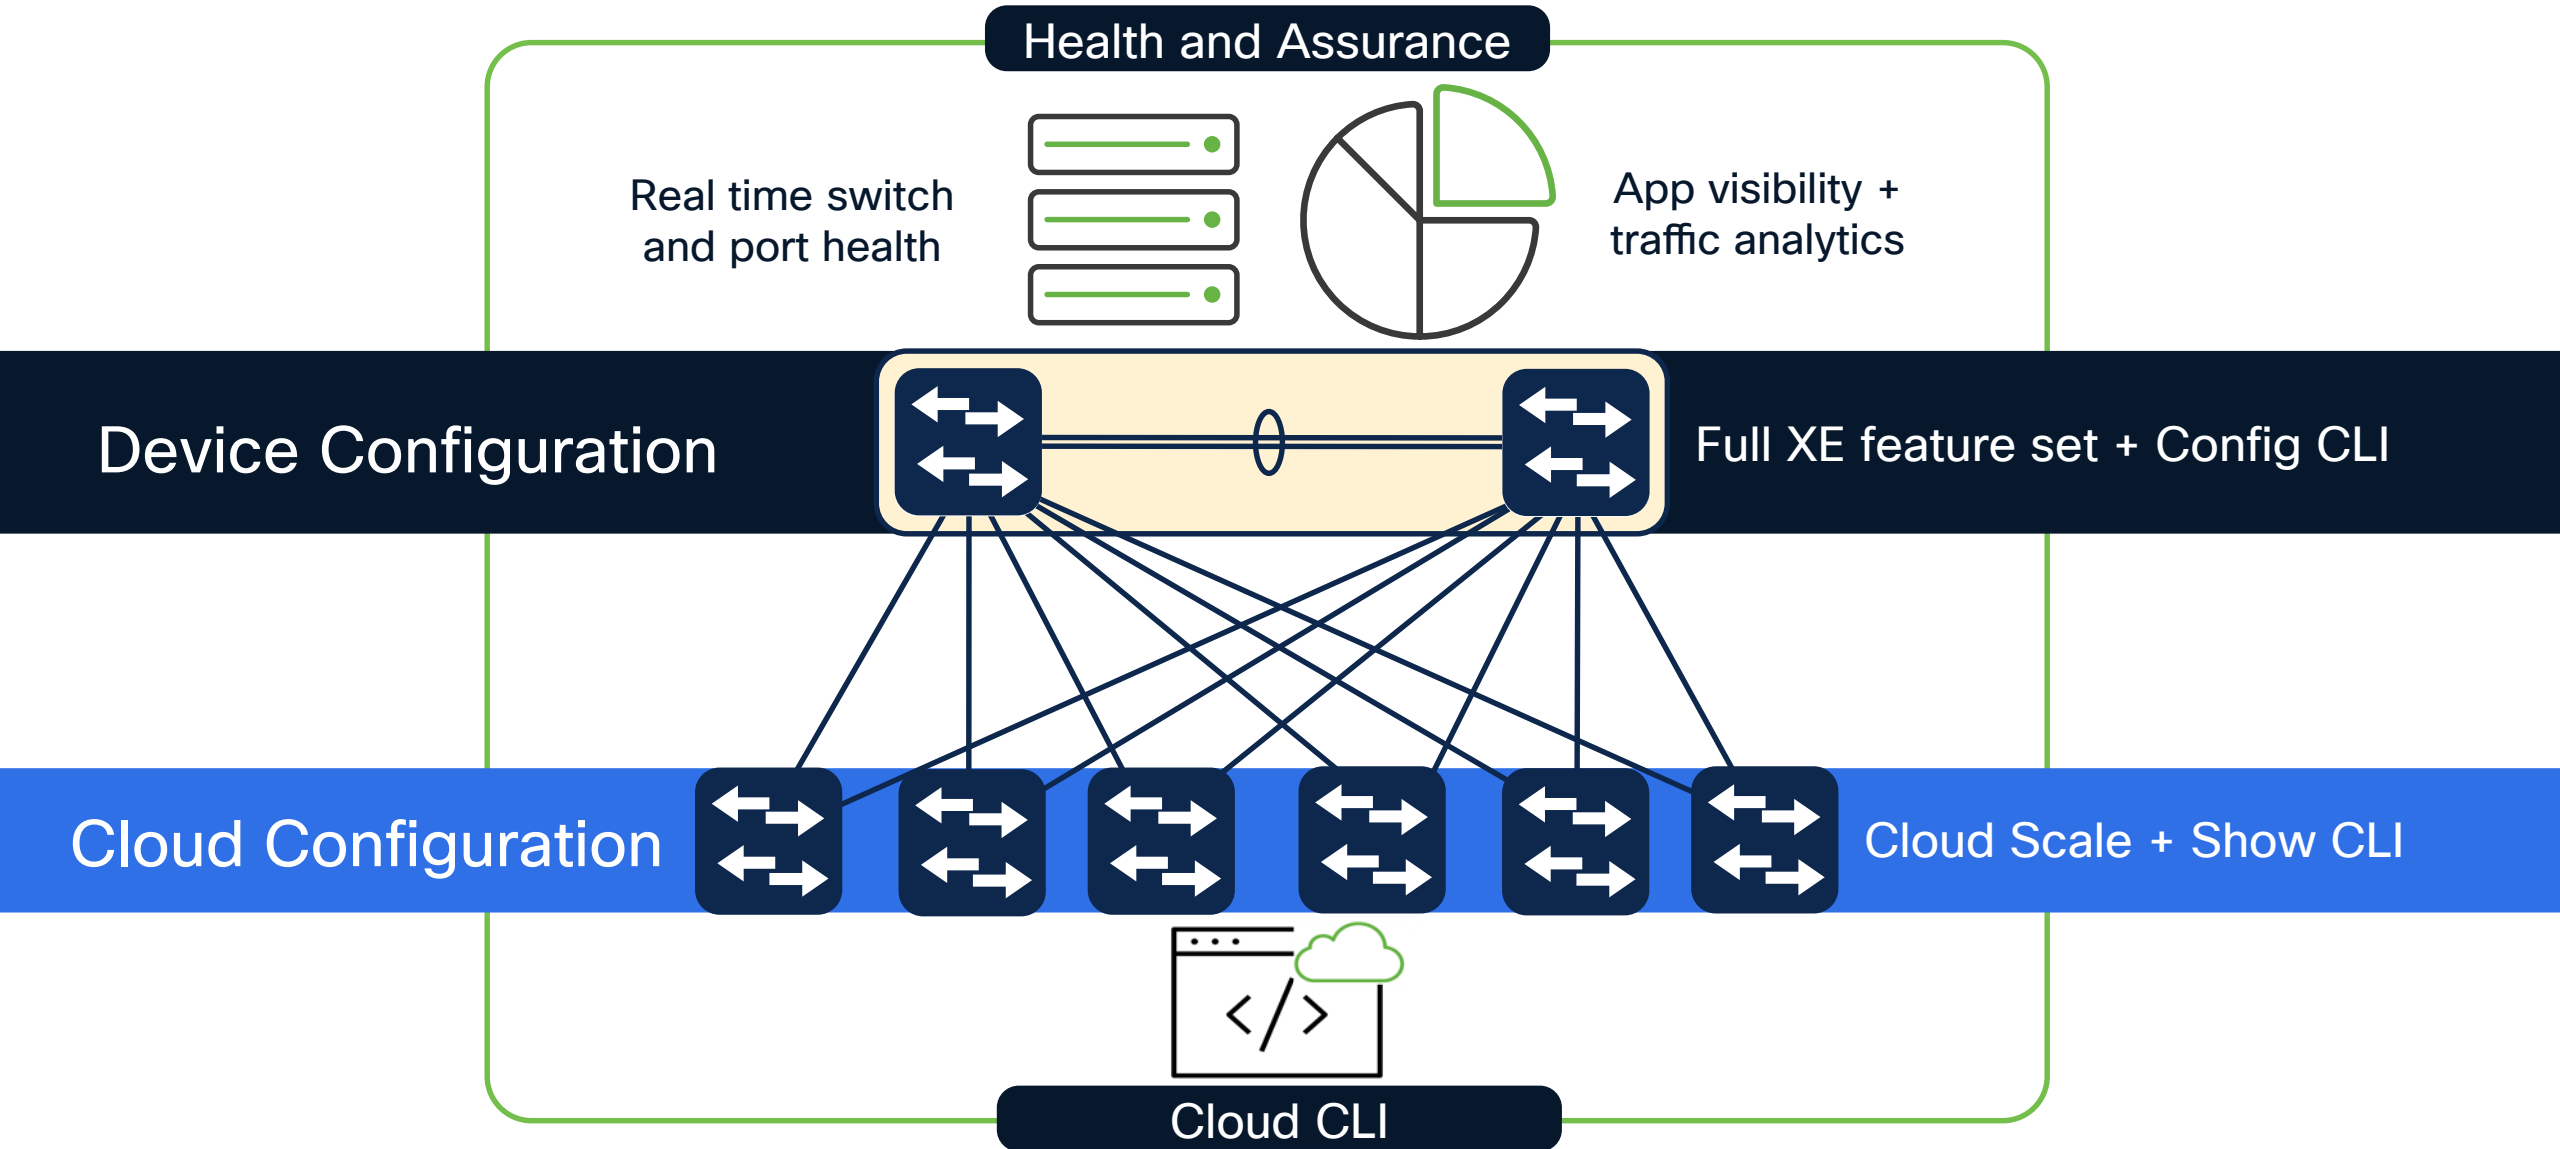 Health and Assurance
Real time switch
and port health
App visibility +
traffic analytics
Device Configuration
Full XE feature set + Config CLI
Cloud Configuration
Cloud Scale + Show CLI
</>
Cloud CLI